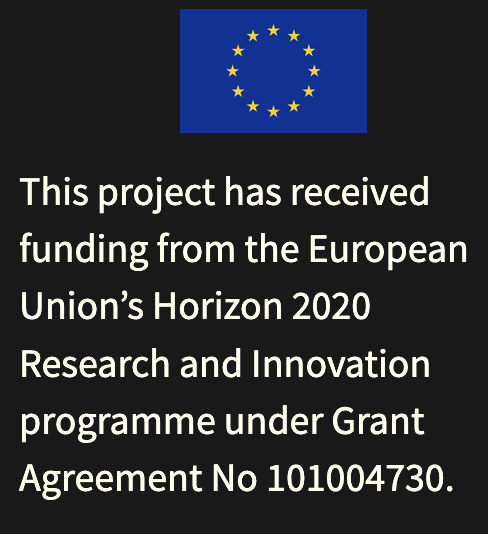 This project has received
funding from the European
Union’s Horizon 2020
Research and Innovation
programme under Grant
Agreement No 101004730.